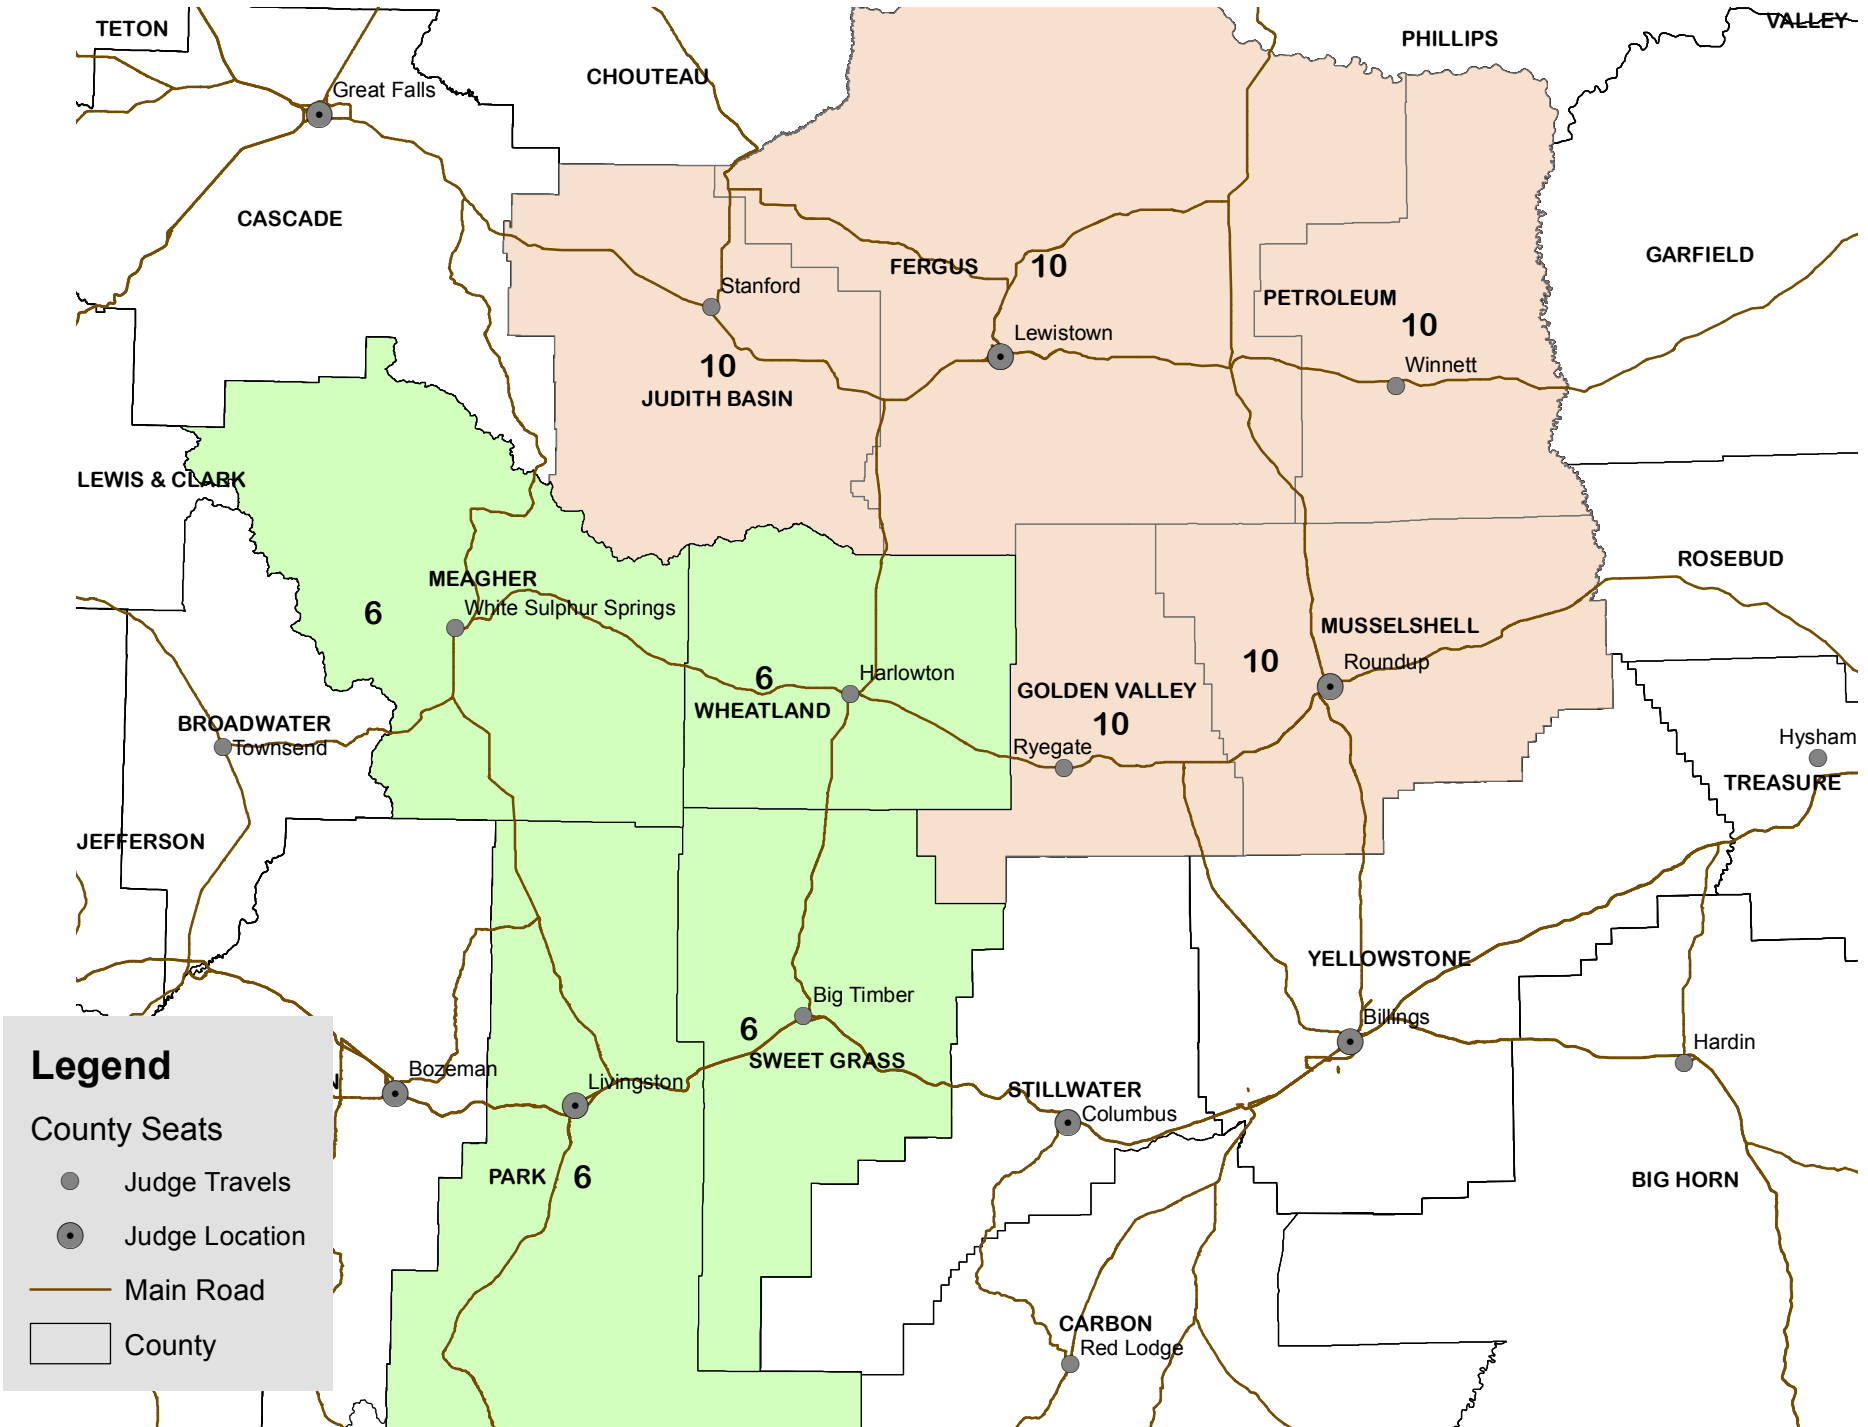 TETON
VALLEY
PHILLIPS
CHOUTEAU
Great Falls
CASCADE
GARFIELD
FERGUS
10
Stanford
PETROLEUM
10
Lewistown
10
Winnett
JUDITH BASIN
LEWIS & CLARK
ROSEBUD
MEAGHER
White Sulphur Springs
6
MUSSELSHELL
10
Roundup
Harlowton
6
GOLDEN VALLEY
WHEATLAND
10
BROADWATER
Townsend
Ryegate
Hysham
TREASURE
JEFFERSON
YELLOWSTONE
Big Timber
6
Billings
SWEET GRASS
Hardin
Bozeman
N
Livingston
STILLWATER
Columbus
PARK
6
BIG HORN
CARBON
Red Lodge
Legend
County Seats
Judge Travels
Judge Location
Main Road
County